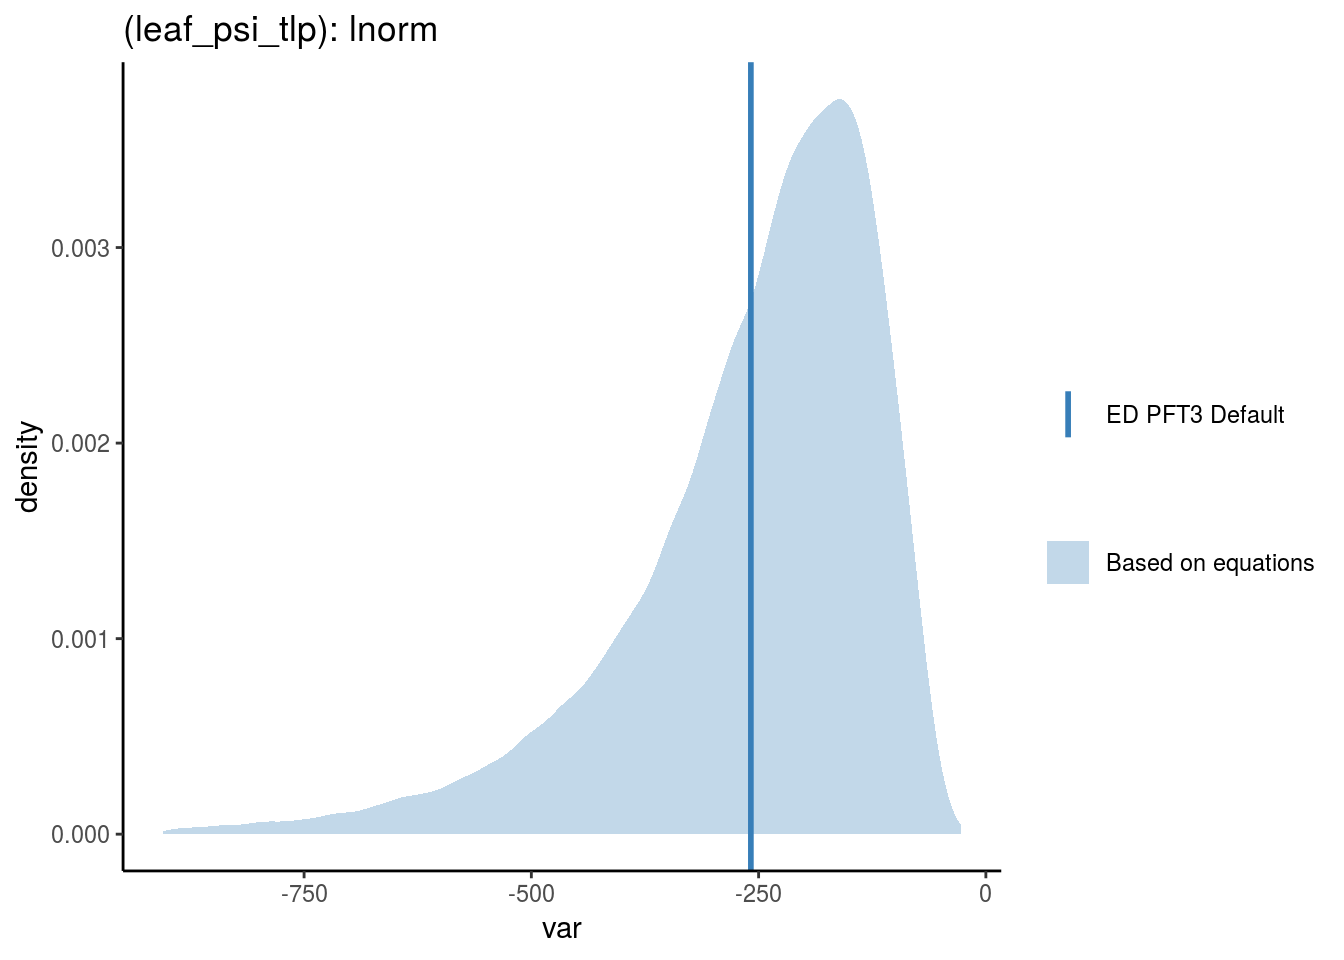 (leaf_psi_tlp): lnorm
density
0.003
0.002
0.001
0.000
-750
-500
-250
0
var
ED PFT3 Default
Based on equations